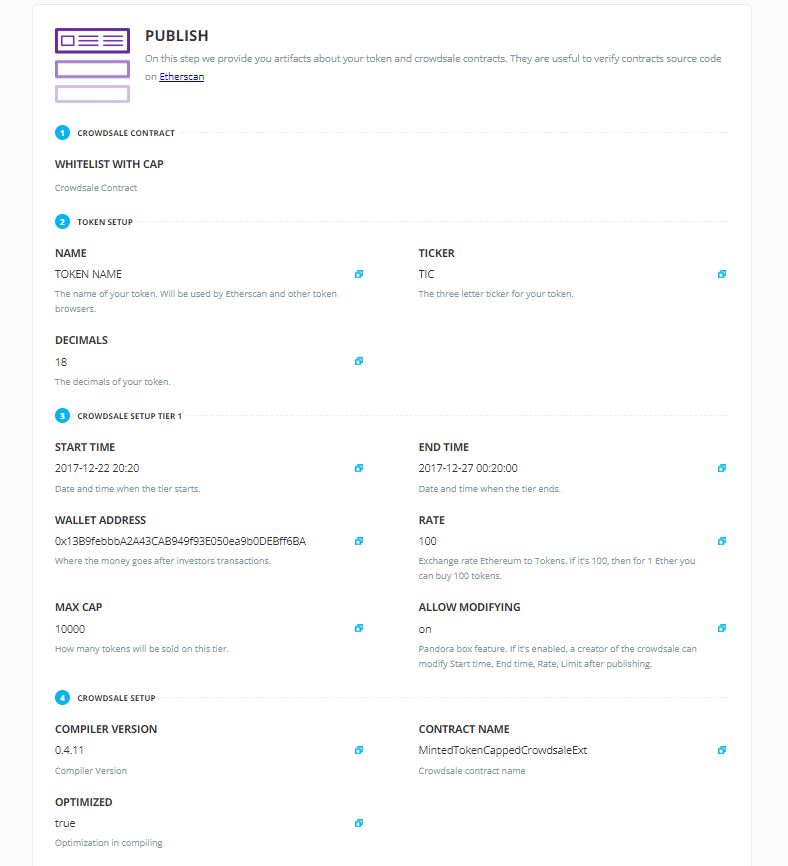 PUBLISH
On this step we provide you artifacts about your token and crowdsale contracts. They are useful to verify contracts source code
on Etherscan
1 CROWDSALE CONTRACT
WHITELIST WITH CAP
Crowdsale Contract
2 TOKEN SETUP
NAME
TOKEN NAME
The name of your token. Will be used by Etherscan and other token
browsers.
TICKER
TIC
The three letter ticker for your token.
DECIMALS
18
The decimals of your token.
3 CROWDSALE SETUP TIER 1
START TIME
2017-12-22 20:20
Date and time when the tier starts.
END TIME
2017-12-27 00:20:00
Date and time when the tier ends.
WALLET ADDRESS
0x13B9febbbA2A43CAB949f93E050ea9b0DEBff6BA
Where the money goes after investors transactions.
RATE
100
Exchange rate Ethereum to Tokens. If it's 100, then for 1 Ether you
can buy 100 tokens.
MAX CAP
10000
How many tokens will be sold on this tier.
ALLOW MODIFYING
on
Pandora box feature. If it's enabled, a creator of the crowdsale can
modify Start time, End time, Rate, Limit after publishing.
4 CROWDSALE SETUP
COMPILER VERSION
0.4.11
Compiler Version
CONTRACT NAME
MintedTokenCappedCrowdsaleExt
Crowdsale contract name
OPTIMIZED
true
Optimization in compiling